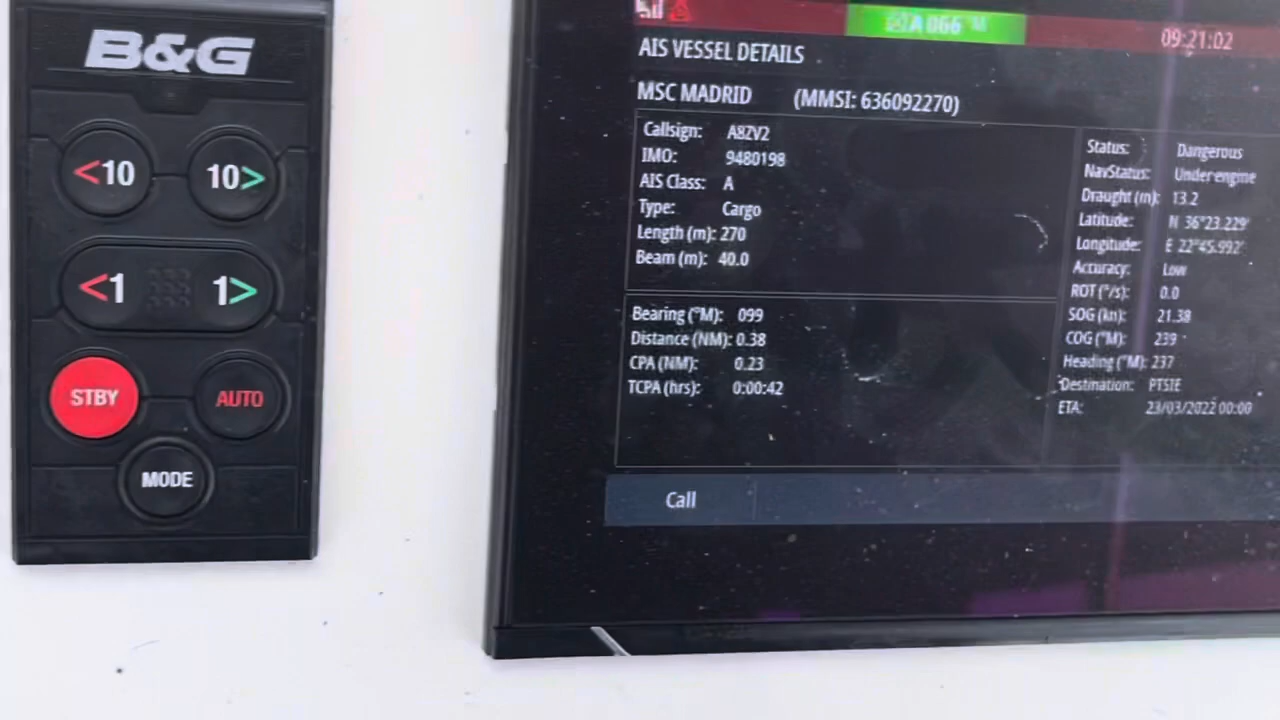 B&G
<10 10>
<1 1>
STBY AUTO
MODE
A 066 °M
09:21:02
AIS VESSEL DETAILS
MSC MADRID (MMSI: 636092270)
Callsign: A8ZV2
IMO: 9480198
AIS Class: A
Type: Cargo
Length (m): 270
Beam (m): 40.0
Bearing (°M): 099
Distance (NM): 0.38
CPA (NM): 0.23
TCPA (hrs): 0:00:42
Status: Dangerous
NavStatus: Under engine
Draught (m): 13.2
Latitude: N 36°23.229'
Longitude: E 22°45.992'
Accuracy: Low
ROT (°/s): 0.0
SOG (kn): 21.38
COG (°M): 239
Heading (°M): 237
Destination: PTSIE
ETA: 23/03/2022 00:00
Call